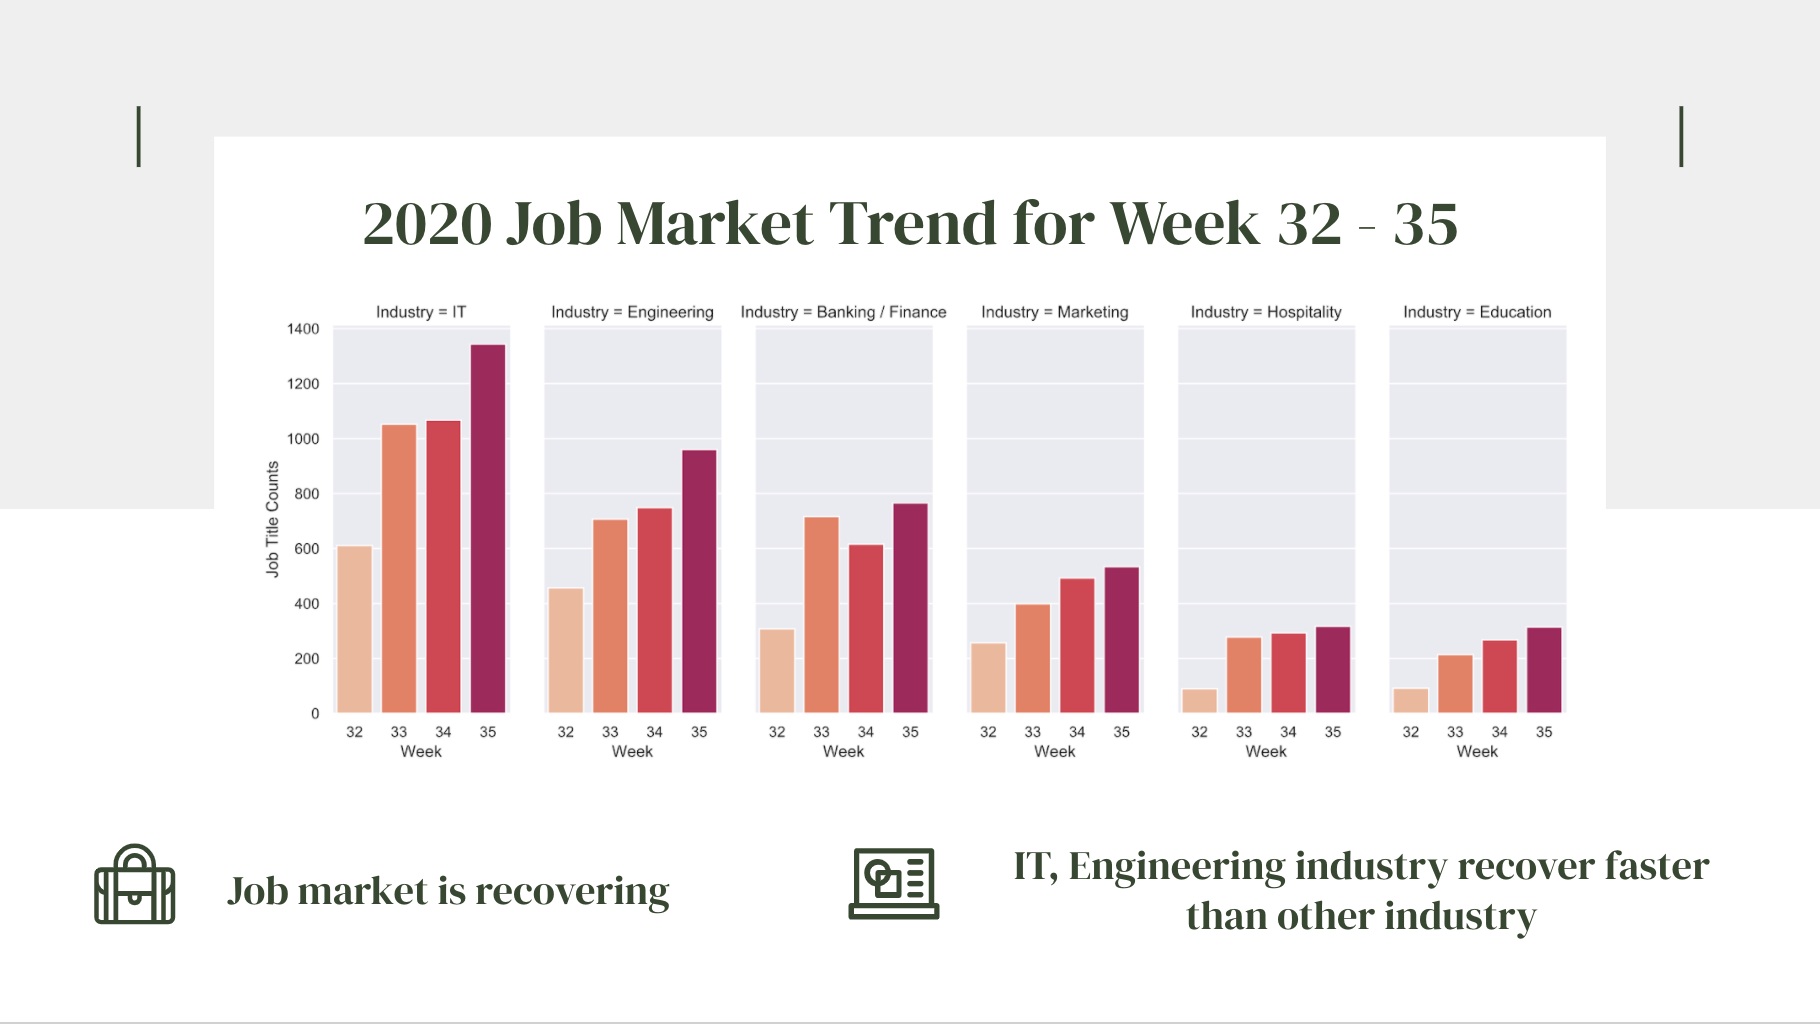 2020 Job Market Trend for Week 32 - 35
Industry = IT
Industry = Engineering
Industry = Banking / Finance
Industry = Marketing
Industry = Hospitality
Industry = Education
Job Title Counts
1400
1200
1000
800
600
400
200
0
32 33 34 35
32 33 34 35
32 33 34 35
32 33 34 35
32 33 34 35
32 33 34 35
Week
Week
Week
Week
Week
Week
Job market is recovering
IT, Engineering industry recover faster
than other industry